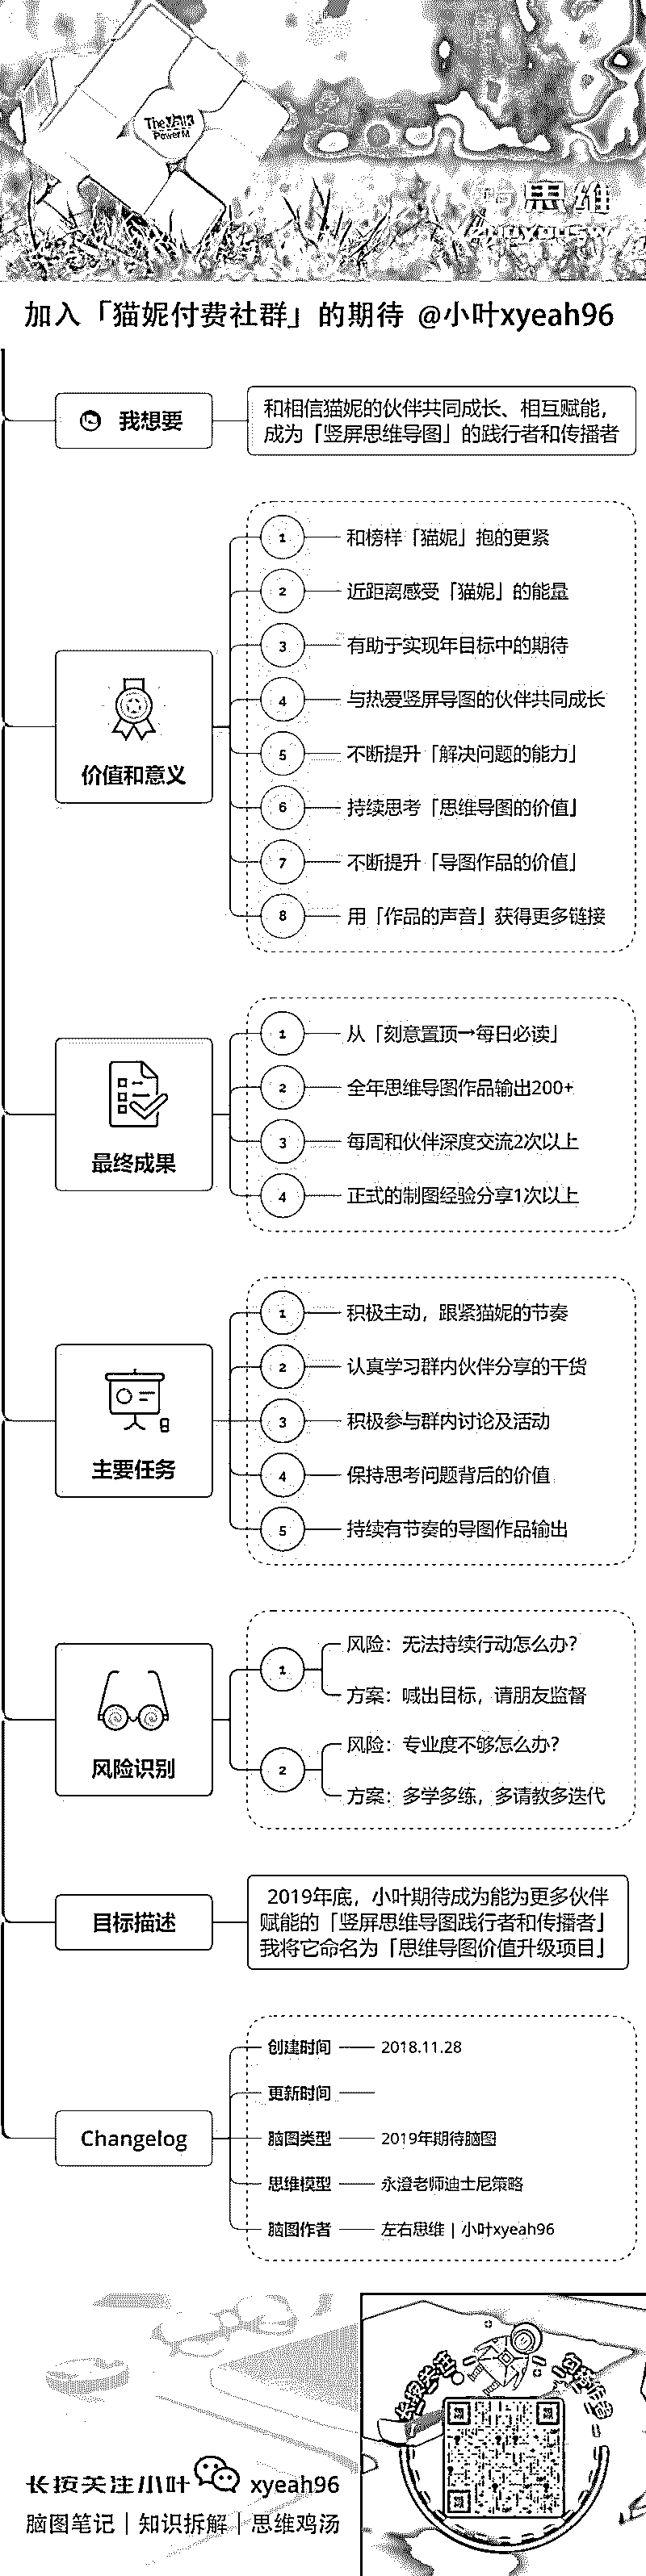 The
PowerM
思维
zuoyousw
加入「猫妮付费社群」的期待 @小叶xyeah96
我想要
和相信猫妮的伙伴共同成长、相互赋能，
成为「竖屏思维导图」的践行者和传播者
价值和意义
1 和榜样「猫妮」抱的更紧
2 近距离感受「猫妮」的能量
3 有助于实现年目标中的期待
4 与热爱竖屏导图的伙伴共同成长
5 不断提升「解决问题的能力」
6 持续思考「思维导图的价值」
7 不断提升「导图作品的价值」
8 用「作品的声音」获得更多链接
最终成果
1 从「刻意置顶→每日必读」
2 全年思维导图作品输出200+
3 每周和伙伴深度交流2次以上
4 正式的制图经验分享1次以上
主要任务
1 积极主动，跟紧猫妮的节奏
2 认真学习群内伙伴分享的干货
3 积极参与群内讨论及活动
4 保持思考问题背后的价值
5 持续有节奏的导图作品输出
风险识别
1 风险：无法持续行动怎么办？
方案：喊出目标，请朋友监督
2 风险：专业度不够怎么办？
方案：多学多练，多请教多迭代
目标描述
2019年底，小叶期待成为能为更多伙伴
赋能的「竖屏思维导图践行者和传播者」
我将它命名为「思维导图价值升级项目」
Changelog
创建时间 2018.11.28
更新时间
脑图类型 2019年期待脑图
思维模型 永澄老师迪士尼策略
脑图作者 左右思维 | 小叶xyeah96
长按关注小叶 xyeah96
脑图笔记 | 知识拆解 | 思维鸡汤